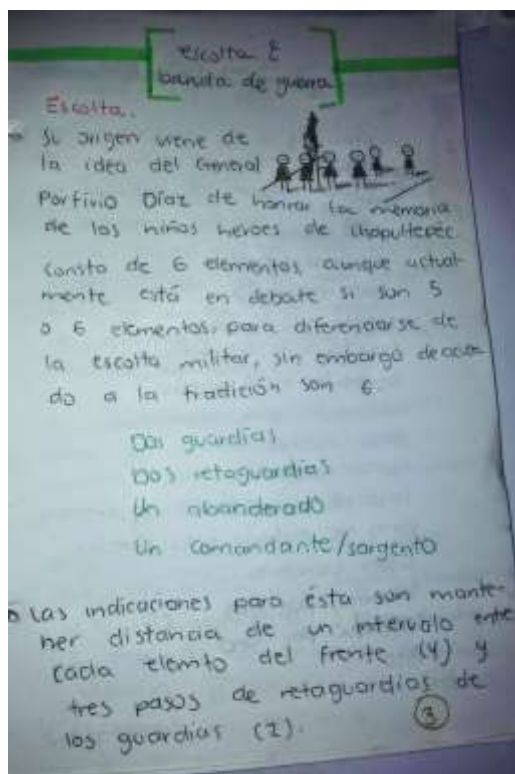 Escolta &
banda de guerra
Escolta.
Su origen viene de
la idea del General
Porfirio Díaz de honrar la memoria
de los niños heroes de Chapultepec.
Consta de 6 elementos, aunque actual-
mente está en debate si son 5
o 6 elementos, para diferenciarse de
la escolta militar, sin embargo de acuer-
do a la tradición son 6
Dos guardias
Dos retaguardias
Un abanderado
Un comandante/sargento
Las indicaciones para ésta son mante-
ner distancia de un intervalo entre
cada elemto del frente (4) y
tres pasos de retaguardias de
los guardias (2).
3